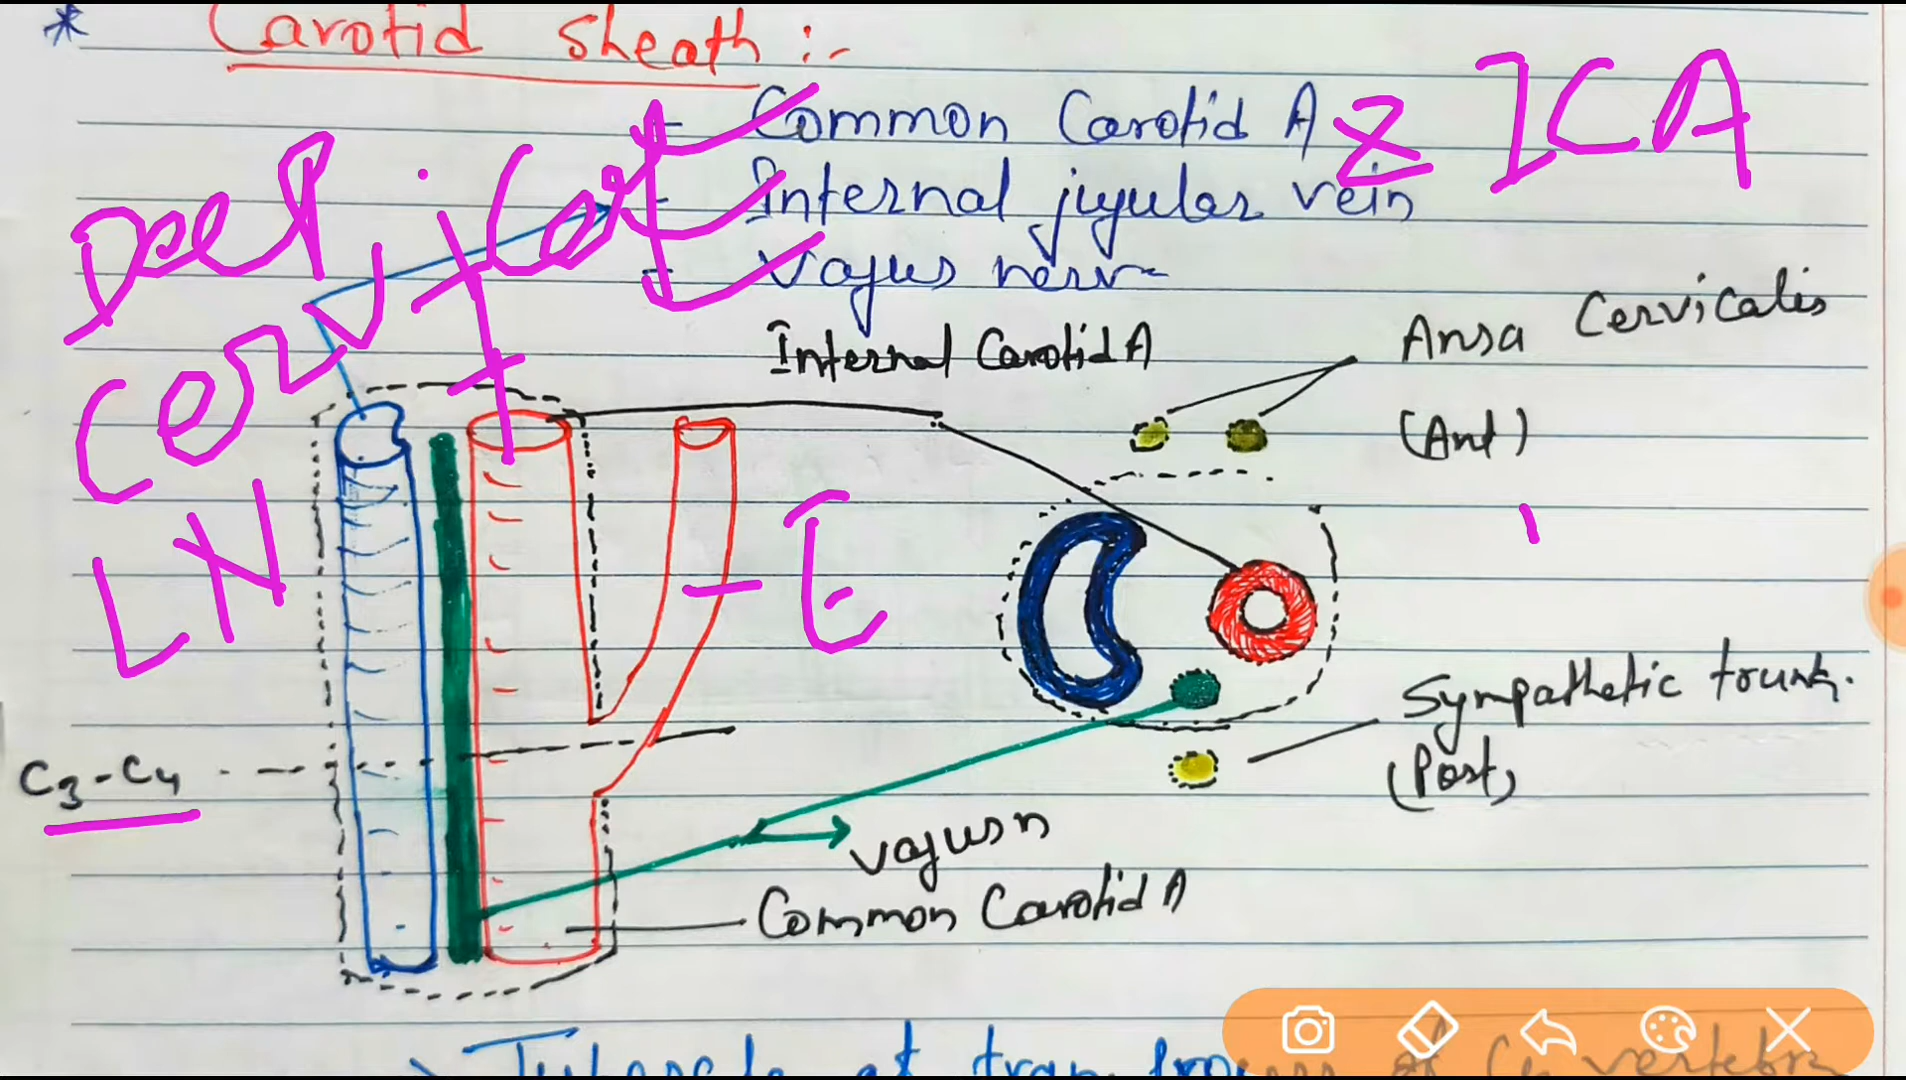 * Carotid sheath :-
- Common Carotid A & ICA
- Internal jugular vein
- Vagus nerv
Deep
Cervical
LN
Internal Carotid A
Ansa Cervicalis
(Ant)
I
- E
C3-C4
Sympathetic trunk.
(Post)
vagus n
Common Carotid A